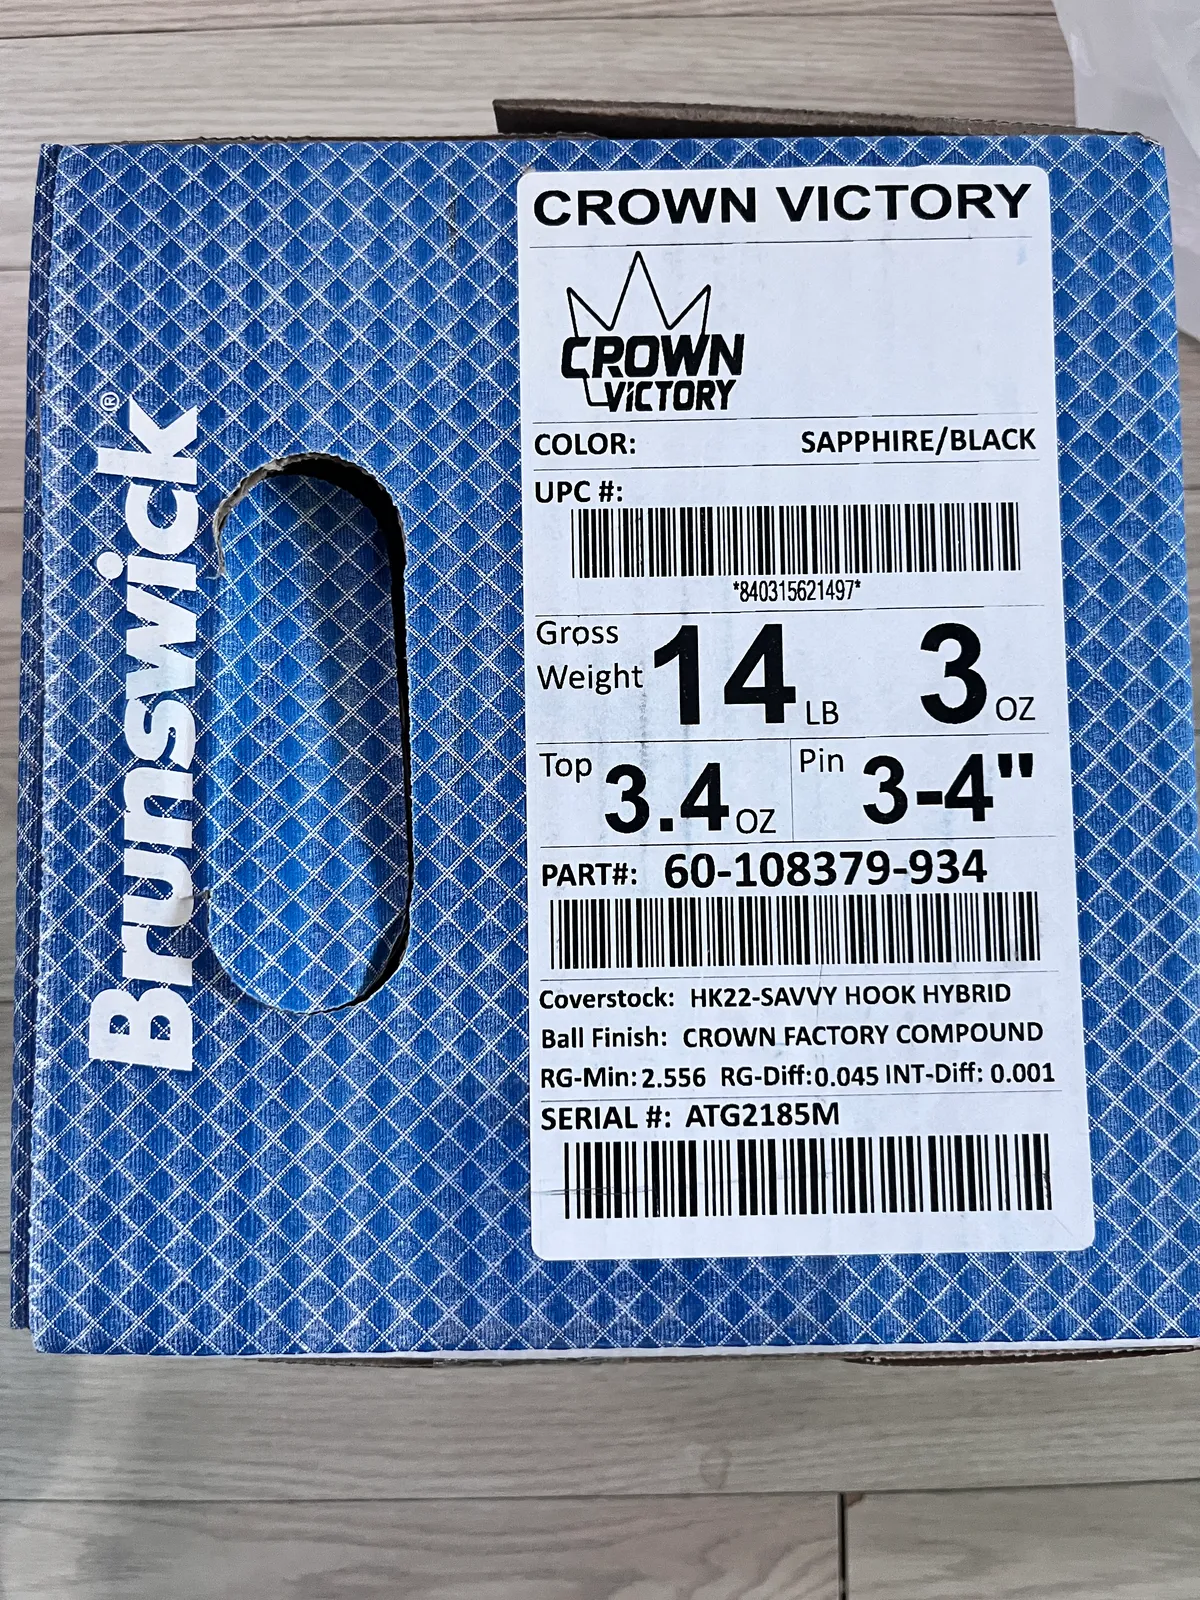 Brunswick®
CROWN VICTORY
CROWN
VICTORY
COLOR: SAPPHIRE/BLACK
UPC #:
*840315621497*
Gross Weight 14 LB 3 OZ
Top 3.4 OZ Pin 3-4"
PART#: 60-108379-934
Coverstock: HK22-SAVVY HOOK HYBRID
Ball Finish: CROWN FACTORY COMPOUND
RG-Min: 2.556 RG-Diff: 0.045 INT-Diff: 0.001
SERIAL #: ATG2185M